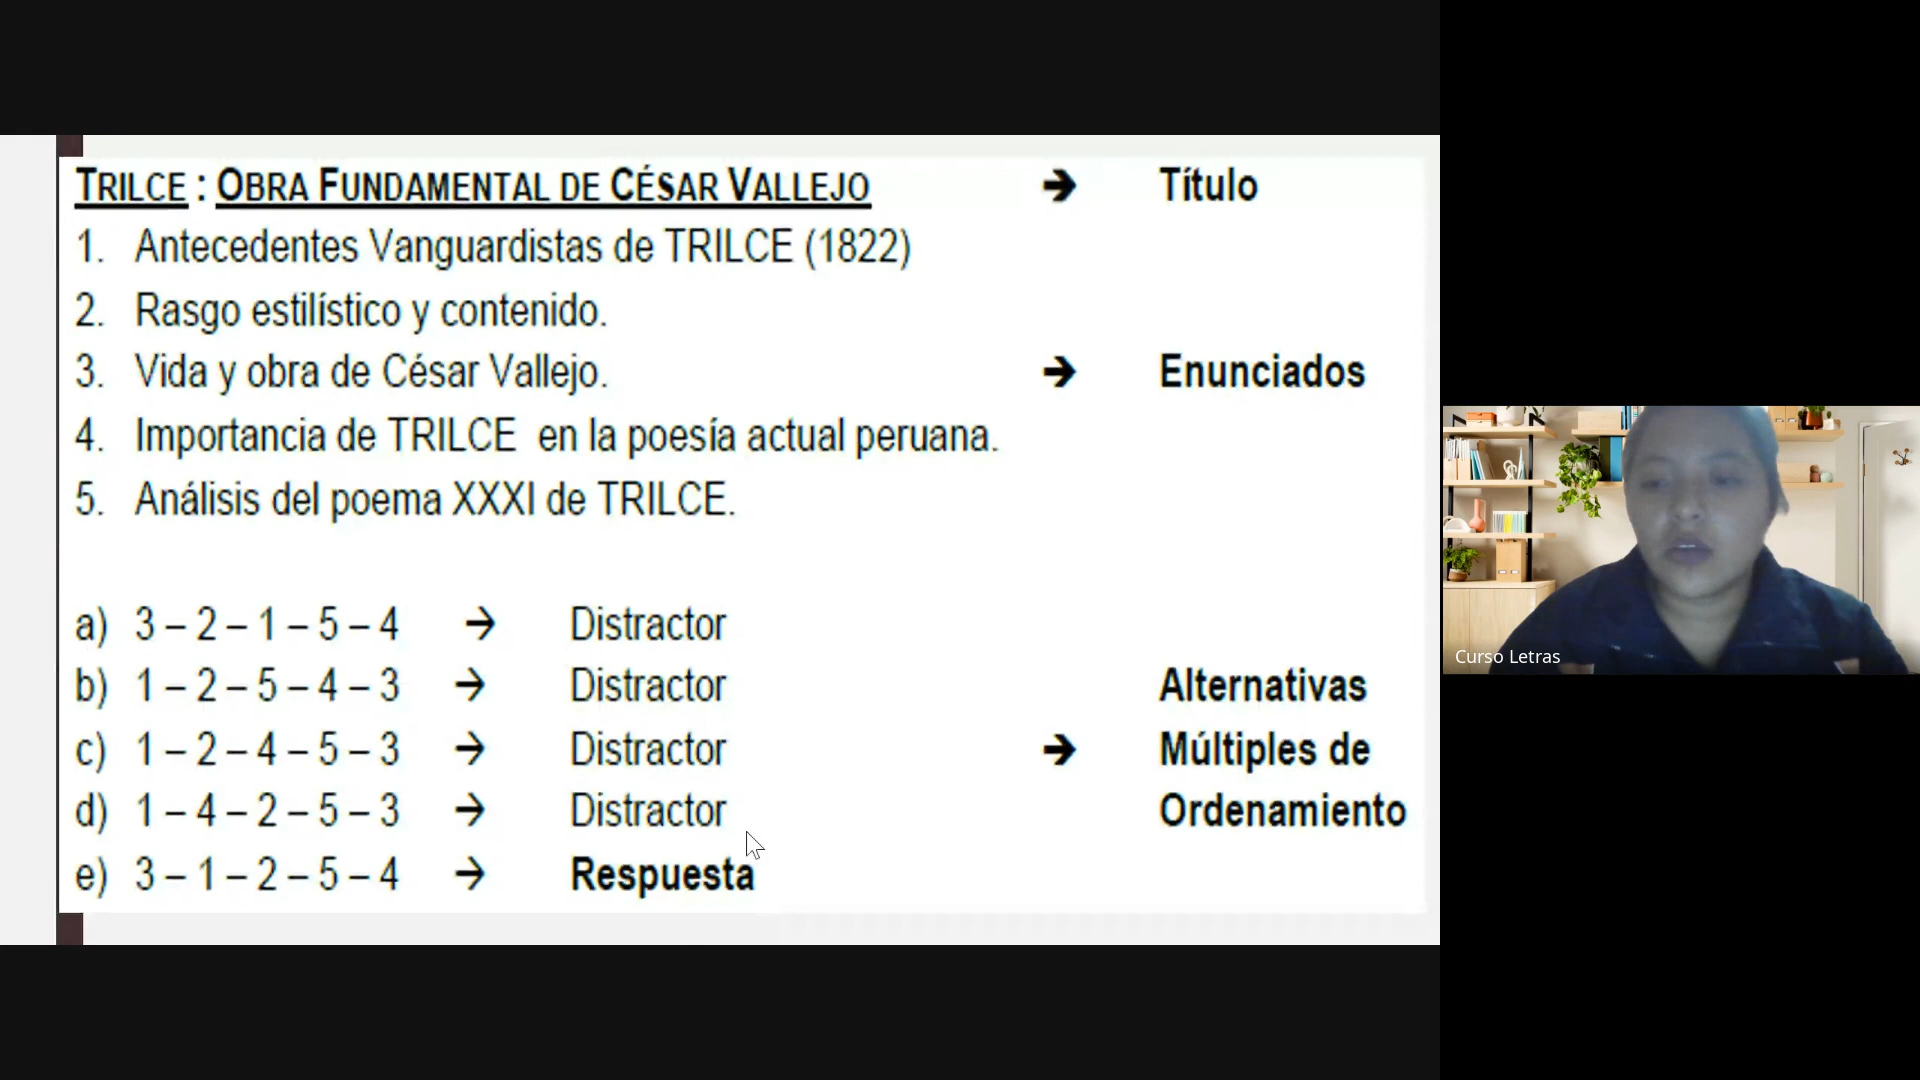 TRILCE : OBRA FUNDAMENTAL DE CÉSAR VALLEJO → Título
1. Antecedentes Vanguardistas de TRILCE (1822)
2. Rasgo estilístico y contenido.
3. Vida y obra de César Vallejo. → Enunciados
4. Importancia de TRILCE en la poesía actual peruana.
5. Análisis del poema XXXI de TRILCE.
a) 3 – 2 – 1 – 5 – 4 → Distractor
b) 1 – 2 – 5 – 4 – 3 → Distractor Alternativas
c) 1 – 2 – 4 – 5 – 3 → Distractor → Múltiples de
d) 1 – 4 – 2 – 5 – 3 → Distractor Ordenamiento
e) 3 – 1 – 2 – 5 – 4 → Respuesta
Curso Letras